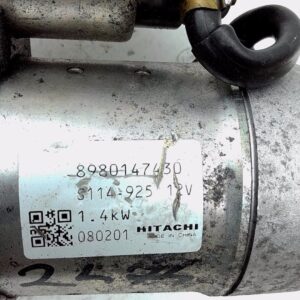 8980147430
S114-925 12V
1.4kW
HITACHI
080201 MADE IN CHINA